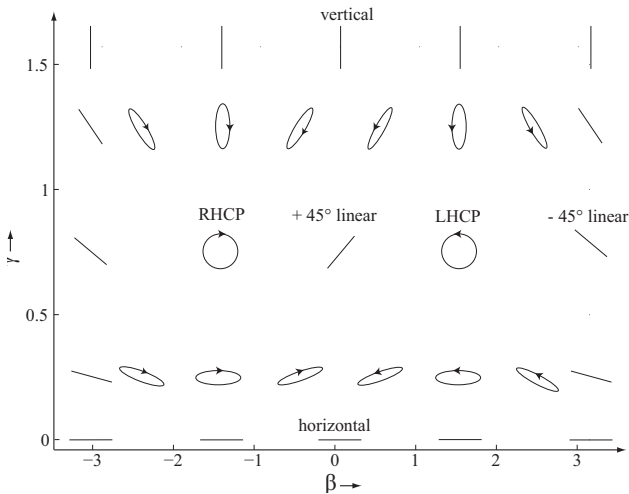 vertical
1.5
1
RHCP + 45° linear LHCP - 45° linear
γ
0.5
horizontal
0
−3 −2 −1 0 1 2 3
β